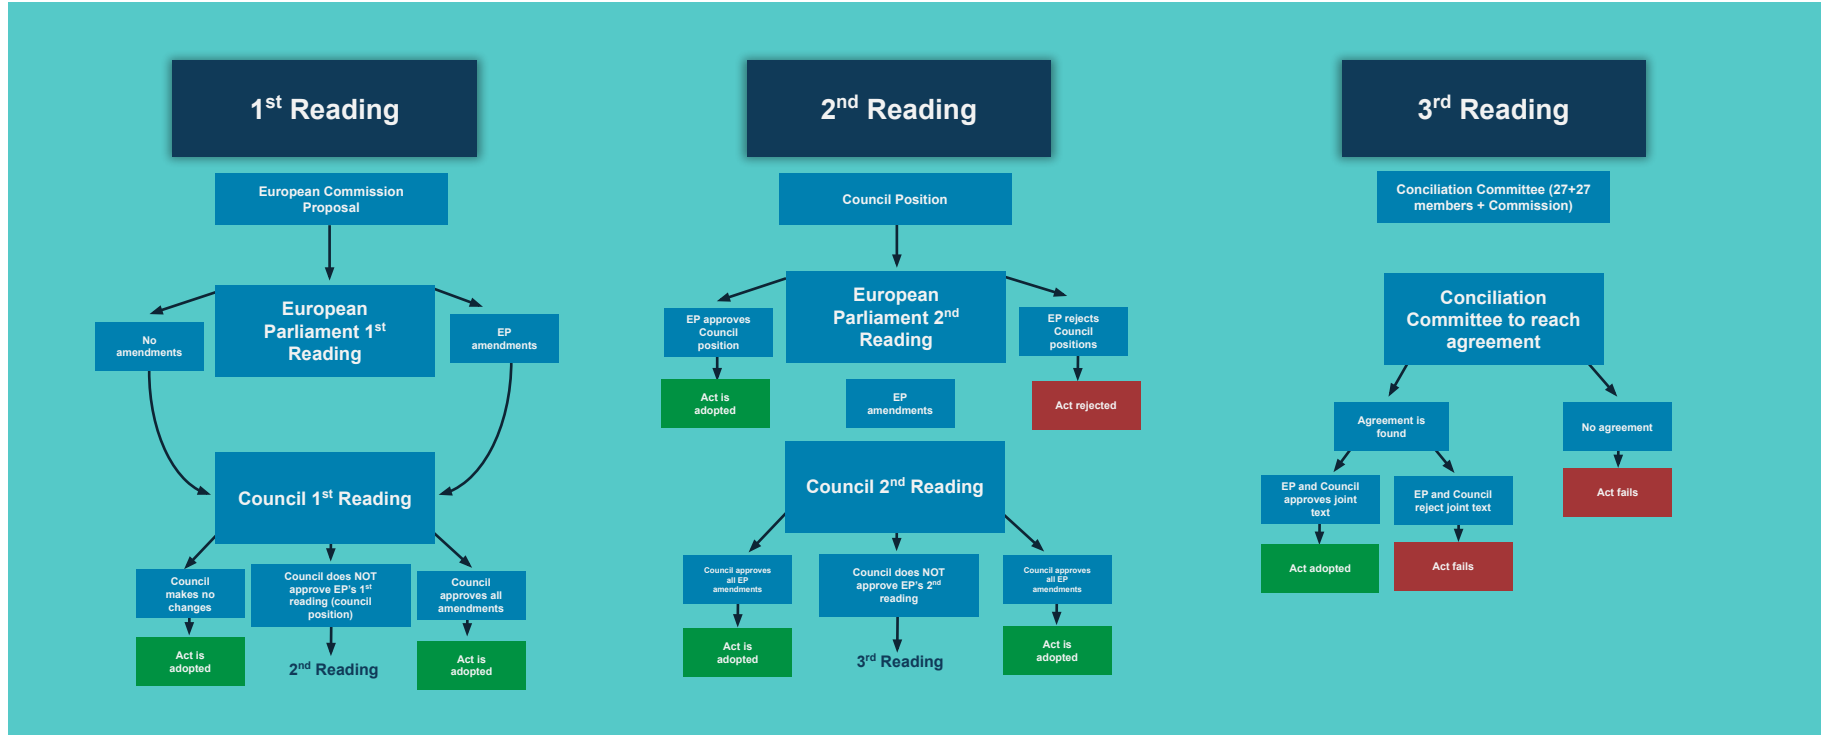 1st Reading
European Commission
Proposal
European
Parliament 1st
Reading
No
amendments
EP
amendments
Council 1st Reading
Council
makes no
changes
Council does NOT
approve EP's 1st
reading (council
position)
Council
approves all
amendments
Act is
adopted
2nd Reading
Act is
adopted
2nd Reading
Council Position
European
Parliament 2nd
Reading
EP approves
Council
position
EP rejects
Council
positions
Act is
adopted
EP
amendments
Act rejected
Council 2nd Reading
Council approves
all EP
amendments
Council does NOT
approve EP's 2nd
reading
Council approves
all EP
amendments
Act is
adopted
3rd Reading
Act is
adopted
3rd Reading
Conciliation Committee (27+27
members + Commission)
Conciliation
Committee to reach
agreement
Agreement is
found
No agreement
EP and Council
approves joint
text
EP and Council
reject joint text
Act fails
Act adopted
Act fails